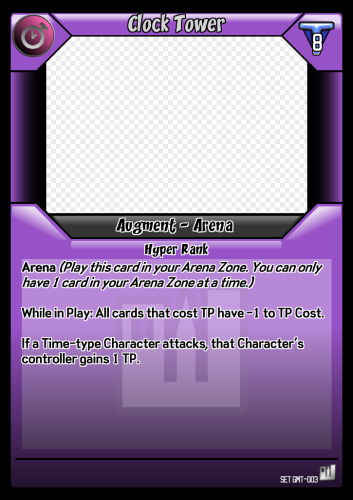 Clock Tower
8
Augment - Arena
Hyper Rank
Arena (Play this card in your Arena Zone. You can only
have 1 card in your Arena Zone at a time.)
While in Play: All cards that cost TP have -1 to TP Cost.
If a Time-type Character attacks, that Character's
controller gains 1 TP.
SET GMT-003